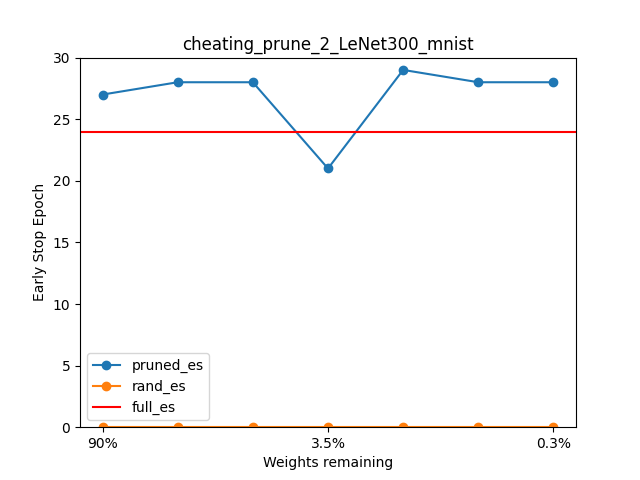 cheating_prune_2_LeNet300_mnist
30
25
20
15
10
5
0
Early Stop Epoch
pruned_es
rand_es
full_es
90% 3.5% 0.3%
Weights remaining